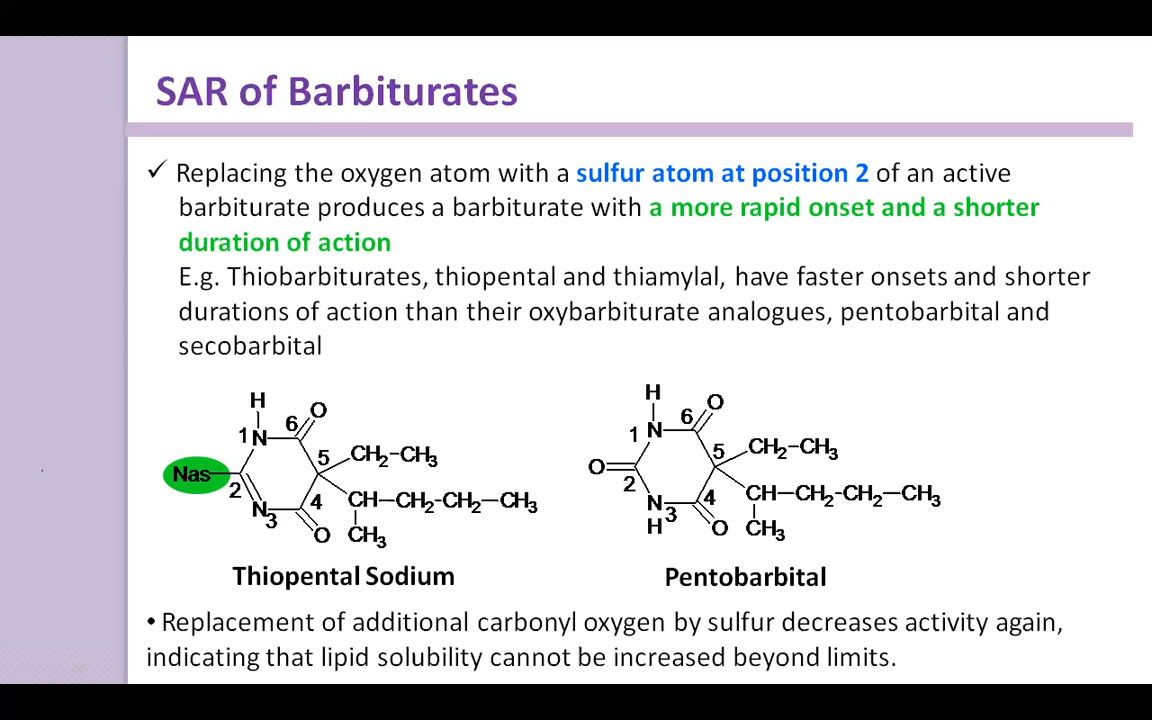 SAR of Barbiturates
✓ Replacing the oxygen atom with a sulfur atom at position 2 of an active
barbiturate produces a barbiturate with a more rapid onset and a shorter
duration of action
E.g. Thiobarbiturates, thiopental and thiamylal, have faster onsets and shorter
durations of action than their oxybarbiturate analogues, pentobarbital and
secobarbital
H
O
6
1 N
5
CH2-CH3
Nas
2
4
CH-CH2-CH2-CH3
N
3
O
CH3
Thiopental Sodium
H
O
6
1 N
5
CH2-CH3
O
2
4
CH-CH2-CH2-CH3
N
3
H
O
CH3
Pentobarbital
• Replacement of additional carbonyl oxygen by sulfur decreases activity again,
indicating that lipid solubility cannot be increased beyond limits.